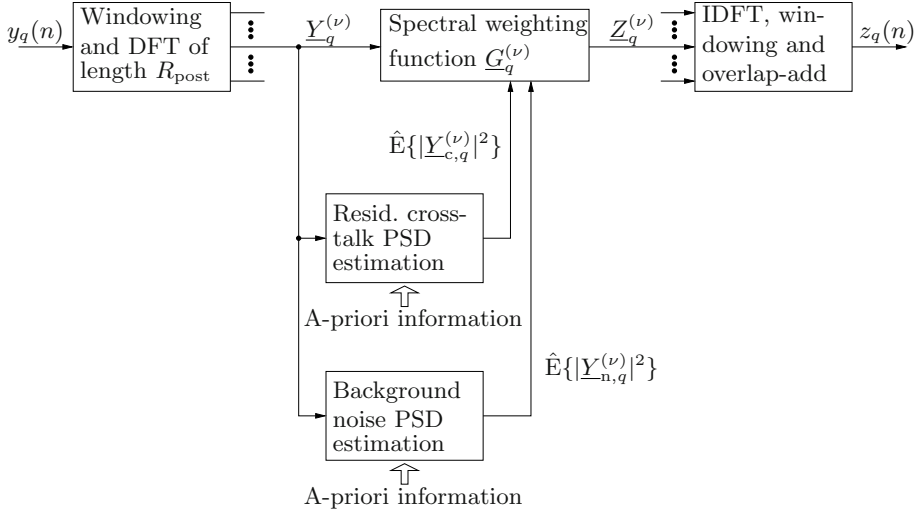 y_q(n)
Windowing
and DFT of
length R_post
Y_q^(ν)
Spectral weighting
function G_q^(ν)
Z_q^(ν)
IDFT, win-
dowing and
overlap-add
z_q(n)
Ê{|Y_c,q^(ν)|²}
Resid. cross-
talk PSD
estimation
A-priori information
Ê{|Y_n,q^(ν)|²}
Background
noise PSD
estimation
A-priori information